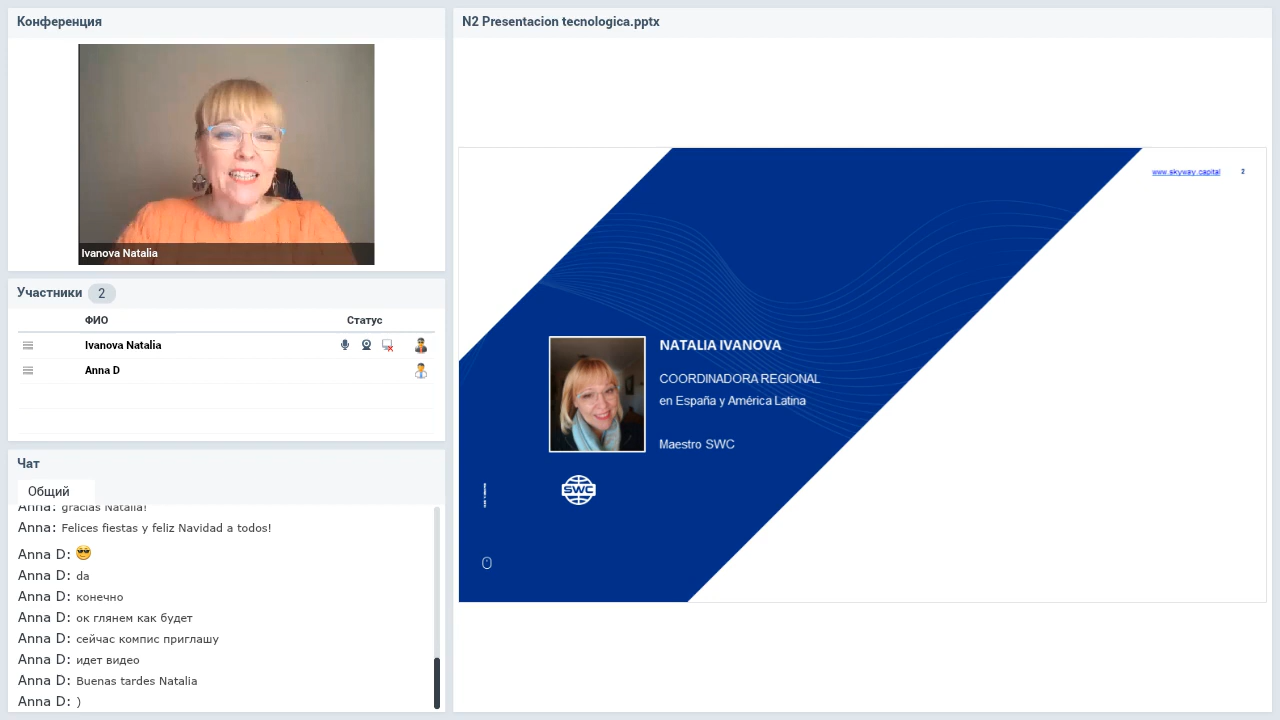 Конференция
Ivanova Natalia
Участники 2
ФИО Статус
Ivanova Natalia
Anna D
Чат
Общий
Anna: gracias Natalia!
Anna: Felices fiestas y feliz Navidad a todos!
Anna D: 😎
Anna D: da
Anna D: конечно
Anna D: ок глянем как будет
Anna D: сейчас компис приглашу
Anna D: идет видео
Anna D: Buenas tardes Natalia
Anna D: )
N2 Presentacion tecnologica.pptx
www.skyway.capital 2
NATALIA IVANOVA
COORDINADORA REGIONAL
en España y América Latina
Maestro SWC
SWC